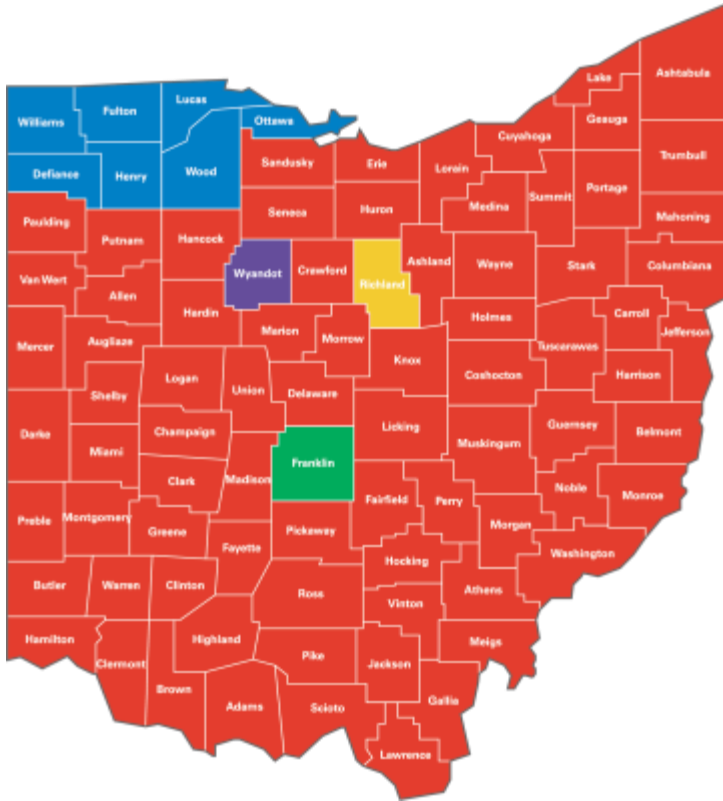 Lake
Ashtabula
Lucas
Fulton
Williams
Ottawa
Geauga
Cuyahoga
Trumbull
Sandusky
Erie
Lorain
Wood
Defiance
Henry
Portage
Summit
Medina
Huron
Seneca
Mahoning
Paulding
Putnam
Hancock
Ashland
Wayne
Stark
Columbiana
Wyandot
Crawford
Richland
Van Wert
Allen
Hardin
Carroll
Holmes
Marion
Jefferson
Morrow
Augliaze
Mercer
Tuscarawas
Knox
Coshocton
Harrison
Logan
Union
Delaware
Shelby
Licking
Guernsey
Belmont
Champaign
Darke
Muskingum
Miami
Franklin
Clark
Madison
Noble
Monroe
Fairfield
Perry
Preble
Montgomery
Morgan
Greene
Pickaway
Fayette
Washington
Hocking
Butler
Warren
Clinton
Athens
Ross
Vinton
Hamilton
Highland
Meigs
Pike
Jackson
Clermont
Brown
Gallia
Adams
Scioto
Lawrence